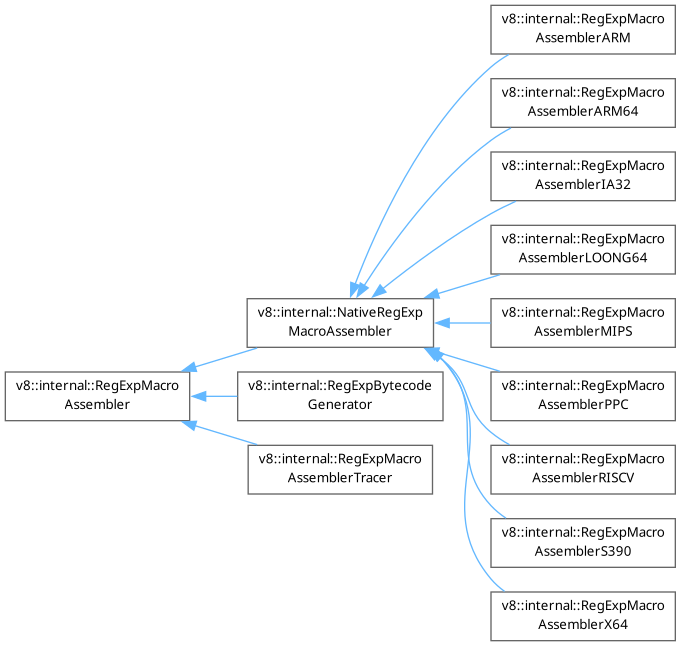 v8::internal::RegExpMacro
AssemblerARM
v8::internal::RegExpMacro
AssemblerARM64
v8::internal::RegExpMacro
AssemblerIA32
v8::internal::RegExpMacro
AssemblerLOONG64
v8::internal::NativeRegExp
MacroAssembler
v8::internal::RegExpMacro
AssemblerMIPS
v8::internal::RegExpMacro
Assembler
v8::internal::RegExpBytecode
Generator
v8::internal::RegExpMacro
AssemblerPPC
v8::internal::RegExpMacro
AssemblerTracer
v8::internal::RegExpMacro
AssemblerRISCV
v8::internal::RegExpMacro
AssemblerS390
v8::internal::RegExpMacro
AssemblerX64